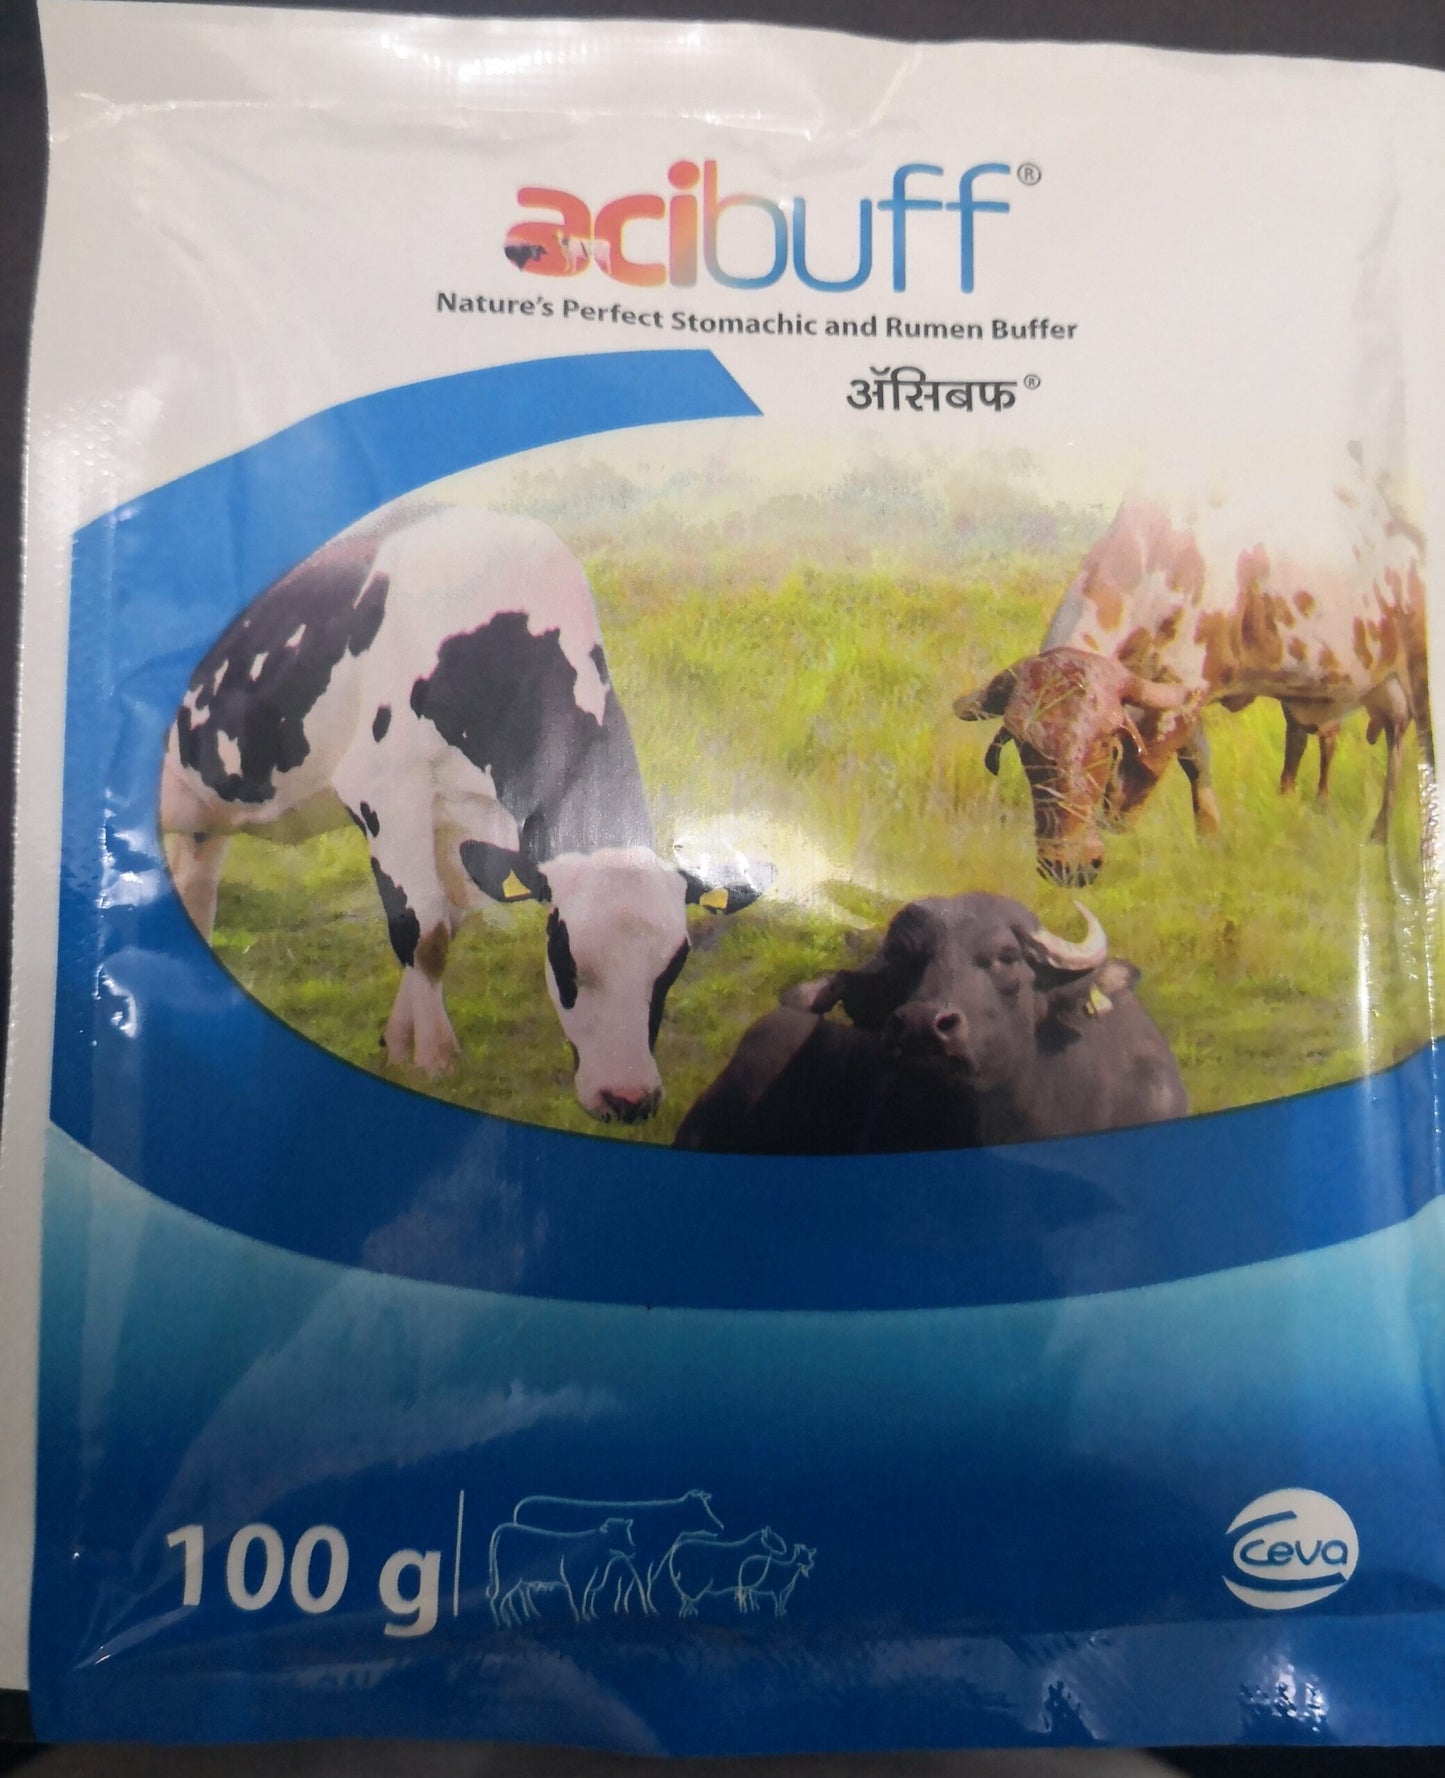 acibuff®
Nature's Perfect Stomachic and Rumen Buffer
ॲसिबफ®
100 g
ceva